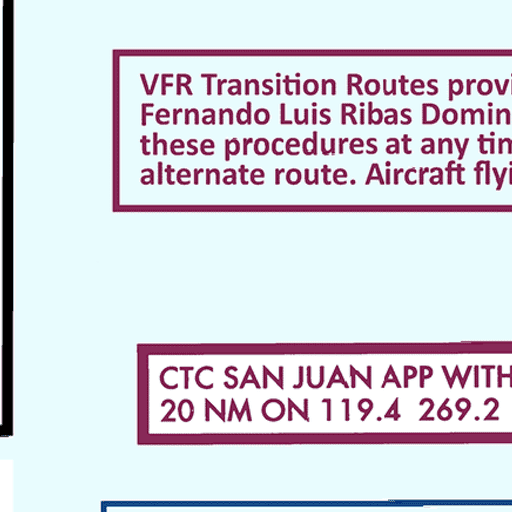 VFR Transition Routes provi
Fernando Luis Ribas Domin
these procedures at any tim
alternate route. Aircraft flyi
CTC SAN JUAN APP WITH
20 NM ON 119.4 269.2